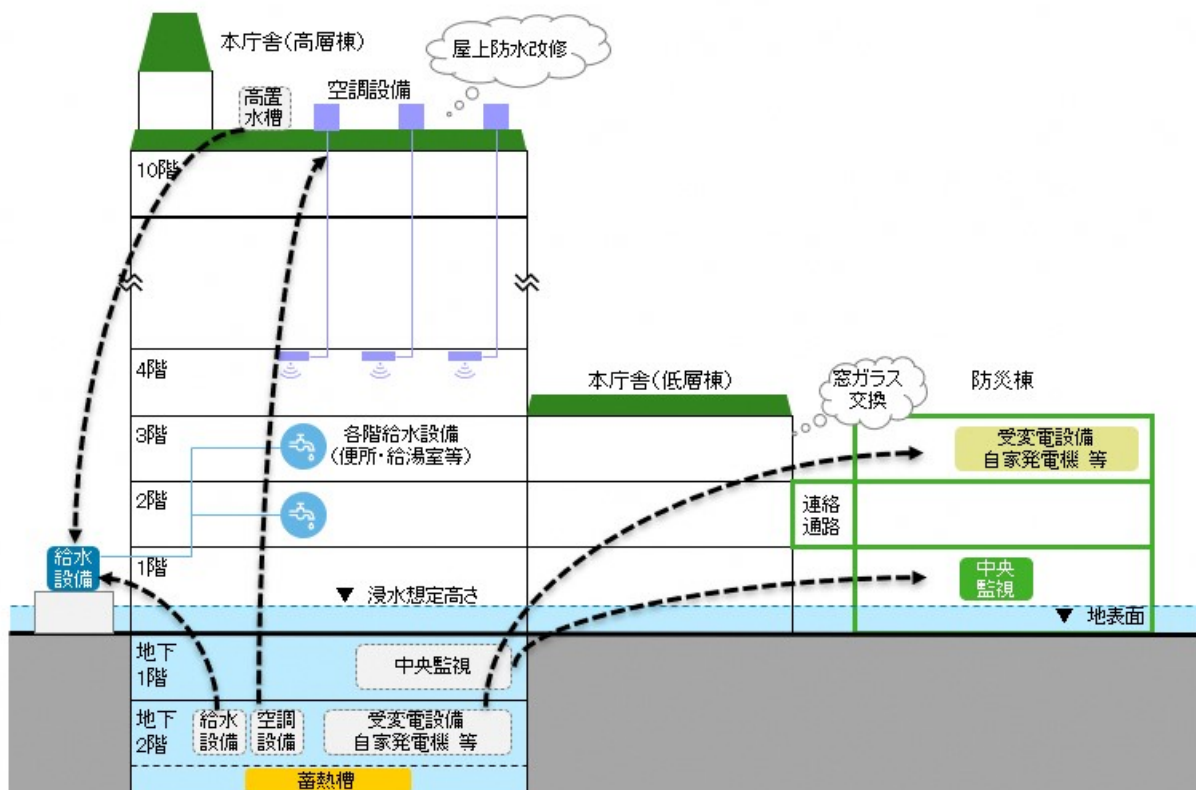 本庁舎(高層棟)
屋上防水改修
高置
水槽
空調設備
10階
4階
本庁舎(低層棟)
窓ガラス
交換
防災棟
3階
各階給水設備
(便所・給湯室等)
受変電設備
自家発電機 等
2階
連絡
通路
給水
設備
1階
▼ 浸水想定高さ
中央
監視
▼ 地表面
地下
1階
中央監視
地下
2階
給水
設備
空調
設備
受変電設備
自家発電機 等
蓄熱槽